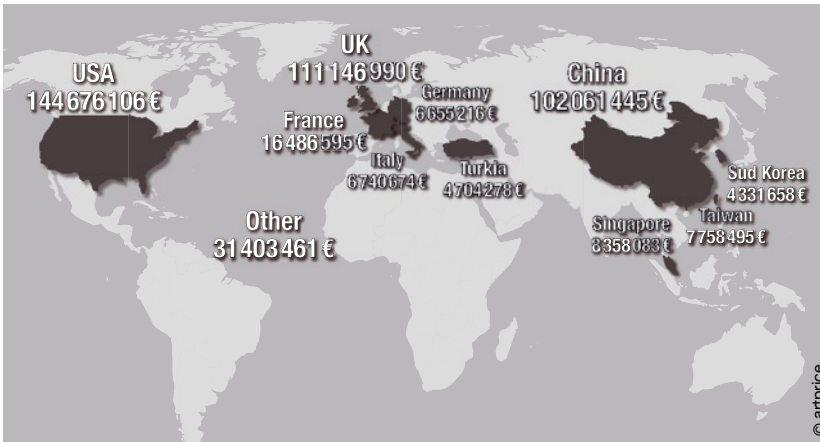 UK
111 146 990 €
USA
144 676 106 €
China
102 061 445 €
Germany
6 655 216 €
France
16 486 595 €
Italy
6 740 674 €
Turkia
4 704 278 €
Sud Korea
4 331 658 €
Other
31 403 461 €
Singapore
3 358 083 €
Taiwan
7 758 495 €
© artprice